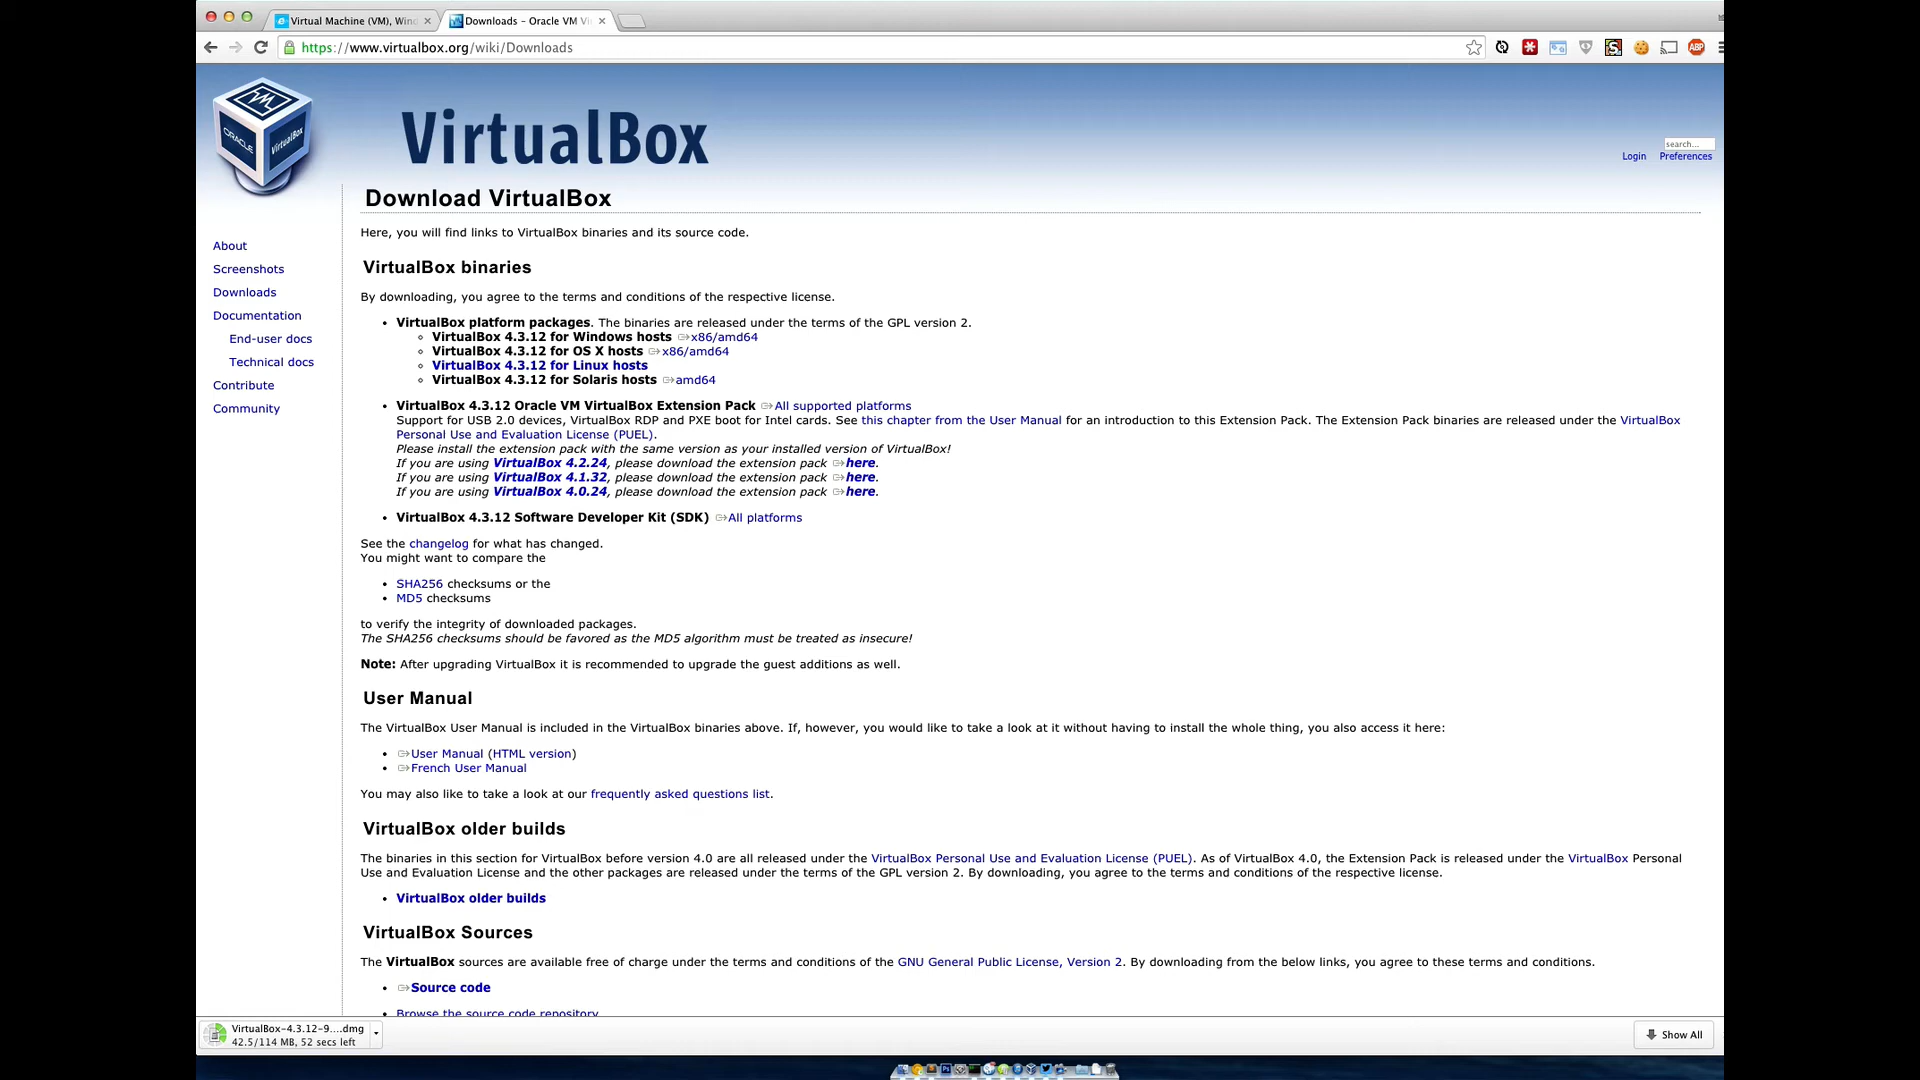 Virtual Machine (VM), Win
Downloads – Oracle VM Vi
https://www.virtualbox.org/wiki/Downloads
ABP
ORACLE
VirtualBox
VirtualBox
search...
Login Preferences
Download VirtualBox
Here, you will find links to VirtualBox binaries and its source code.
About
Screenshots
Downloads
Documentation
End-user docs
Technical docs
Contribute
Community
VirtualBox binaries
By downloading, you agree to the terms and conditions of the respective license.
• VirtualBox platform packages. The binaries are released under the terms of the GPL version 2.
VirtualBox 4.3.12 for Windows hosts x86/amd64
VirtualBox 4.3.12 for OS X hosts x86/amd64
VirtualBox 4.3.12 for Linux hosts
VirtualBox 4.3.12 for Solaris hosts amd64
• VirtualBox 4.3.12 Oracle VM VirtualBox Extension Pack All supported platforms
Support for USB 2.0 devices, VirtualBox RDP and PXE boot for Intel cards. See this chapter from the User Manual for an introduction to this Extension Pack. The Extension Pack binaries are released under the VirtualBox
Personal Use and Evaluation License (PUEL).
Please install the extension pack with the same version as your installed version of VirtualBox!
If you are using VirtualBox 4.2.24, please download the extension pack here.
If you are using VirtualBox 4.1.32, please download the extension pack here.
If you are using VirtualBox 4.0.24, please download the extension pack here.
• VirtualBox 4.3.12 Software Developer Kit (SDK) All platforms
See the changelog for what has changed.
You might want to compare the
• SHA256 checksums or the
• MD5 checksums
to verify the integrity of downloaded packages.
The SHA256 checksums should be favored as the MD5 algorithm must be treated as insecure!
Note: After upgrading VirtualBox it is recommended to upgrade the guest additions as well.
User Manual
The VirtualBox User Manual is included in the VirtualBox binaries above. If, however, you would like to take a look at it without having to install the whole thing, you also access it here:
• User Manual (HTML version)
• French User Manual
You may also like to take a look at our frequently asked questions list.
VirtualBox older builds
The binaries in this section for VirtualBox before version 4.0 are all released under the VirtualBox Personal Use and Evaluation License (PUEL). As of VirtualBox 4.0, the Extension Pack is released under the VirtualBox Personal
Use and Evaluation License and the other packages are released under the terms of the GPL version 2. By downloading, you agree to the terms and conditions of the respective license.
• VirtualBox older builds
VirtualBox Sources
The VirtualBox sources are available free of charge under the terms and conditions of the GNU General Public License, Version 2. By downloading from the below links, you agree to these terms and conditions.
• Source code
• Browse the source code repository
VirtualBox-4.3.12-9....dmg
42.5/114 MB, 52 secs left
Show All